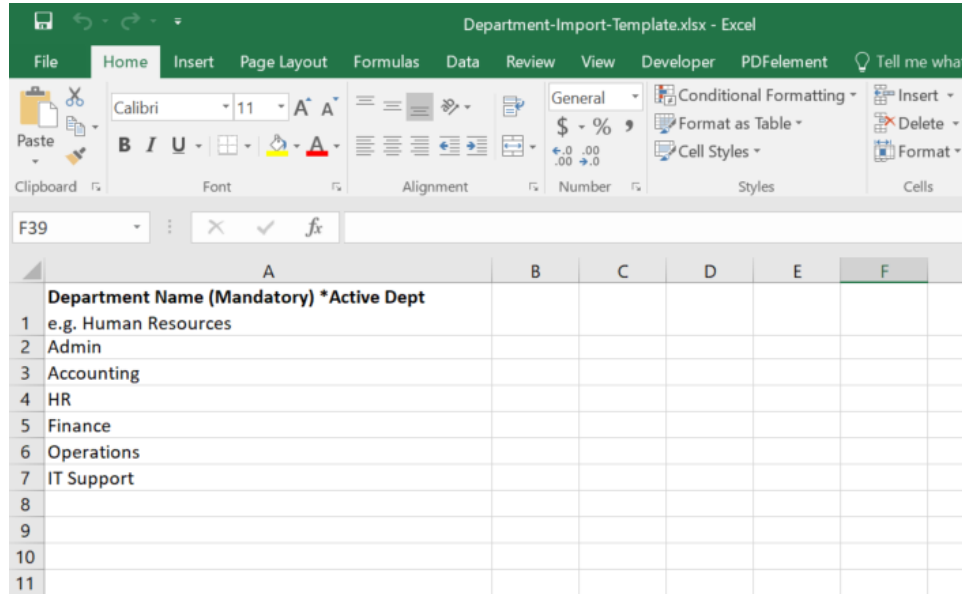 Department-Import-Template.xlsx - Excel
File Home Insert Page Layout Formulas Data Review View Developer PDFelement Tell me wha
Calibri 11 A A General Conditional Formatting Insert
Paste B I U A $ % , Format as Table Delete
.0 .00 Cell Styles Format
.00 .0
Clipboard Font Alignment Number Styles Cells
F39 fx
A B C D E F
Department Name (Mandatory) *Active Dept
1 e.g. Human Resources
2 Admin
3 Accounting
4 HR
5 Finance
6 Operations
7 IT Support
8
9
10
11